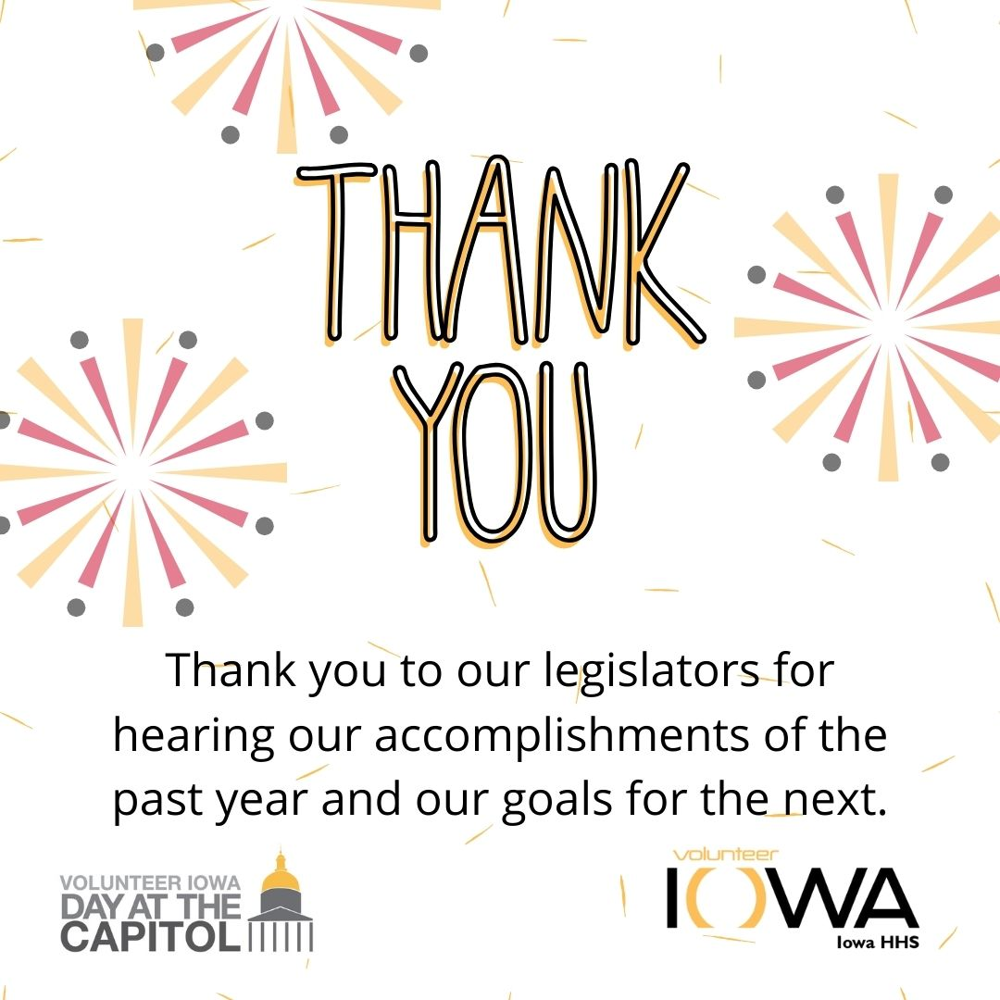 THANK
YOU
Thank you to our legislators for
hearing our accomplishments of the
past year and our goals for the next.
VOLUNTEER IOWA
DAY AT THE
CAPITOL
volunteer
IOWA
Iowa HHS